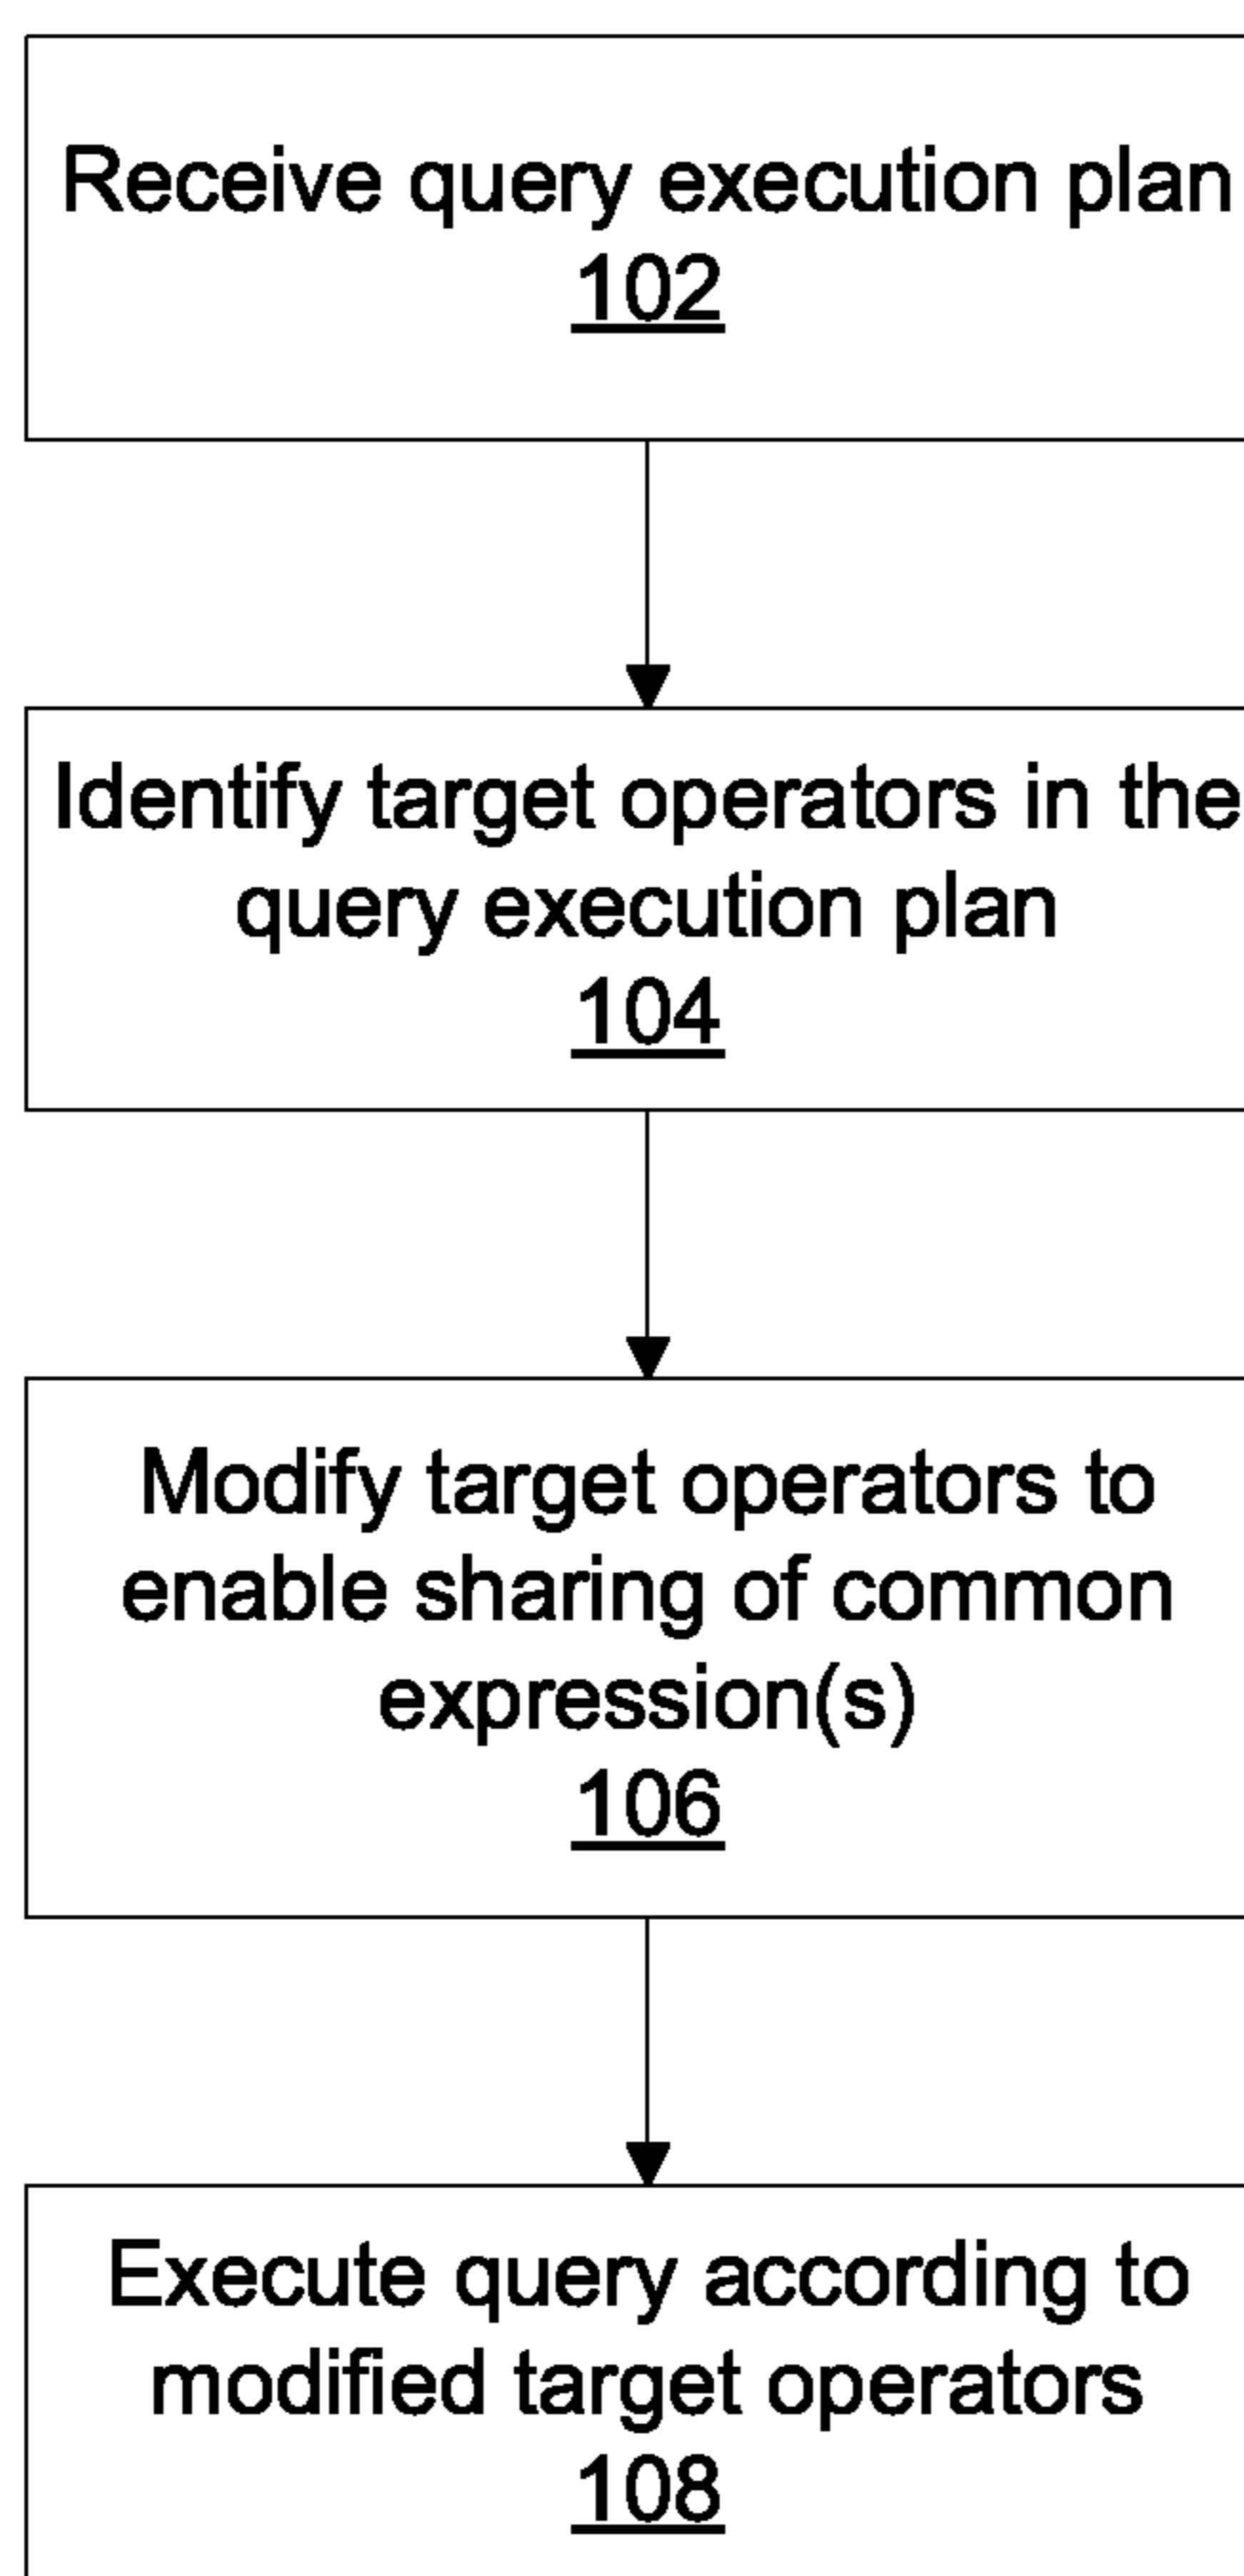 Receive query execution plan
102
Identify target operators in the
query execution plan
104
Modify target operators to
enable sharing of common
expression(s)
106
Execute query according to
modified target operators
108